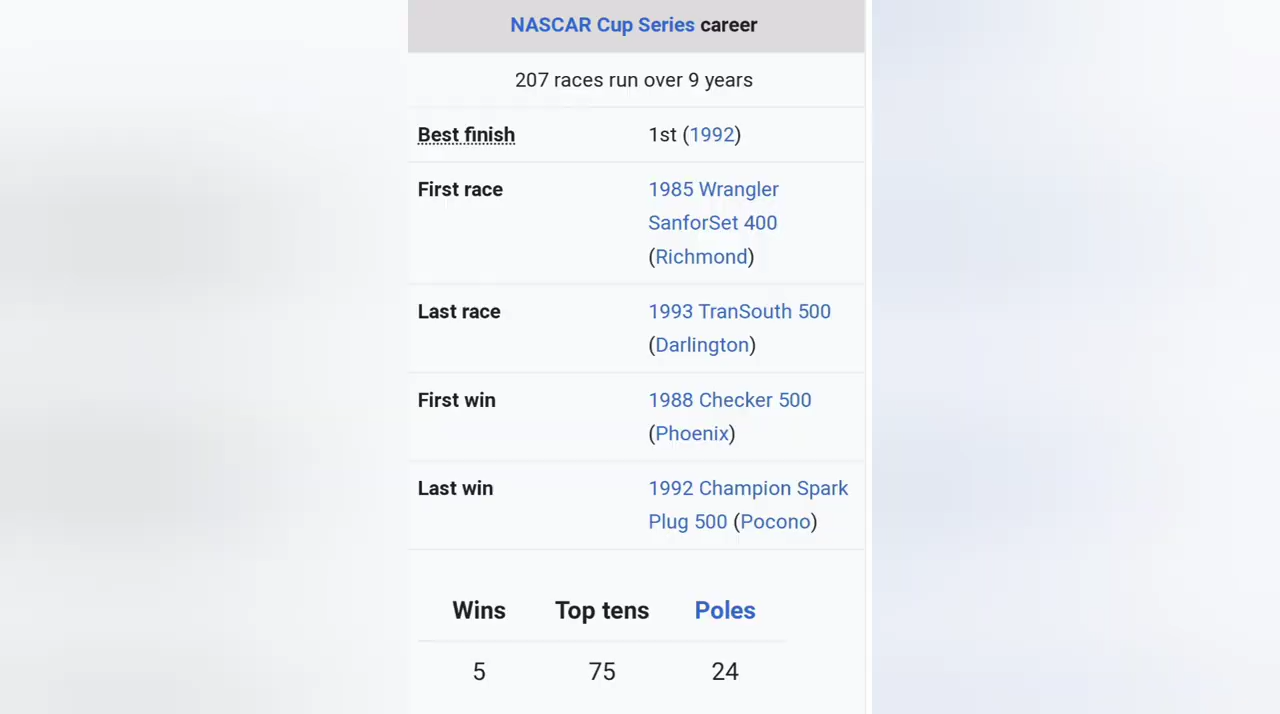 NASCAR Cup Series career
207 races run over 9 years
Best finish 1st (1992)
First race 1985 Wrangler
SanforSet 400
(Richmond)
Last race 1993 TranSouth 500
(Darlington)
First win 1988 Checker 500
(Phoenix)
Last win 1992 Champion Spark
Plug 500 (Pocono)
Wins Top tens Poles
5 75 24